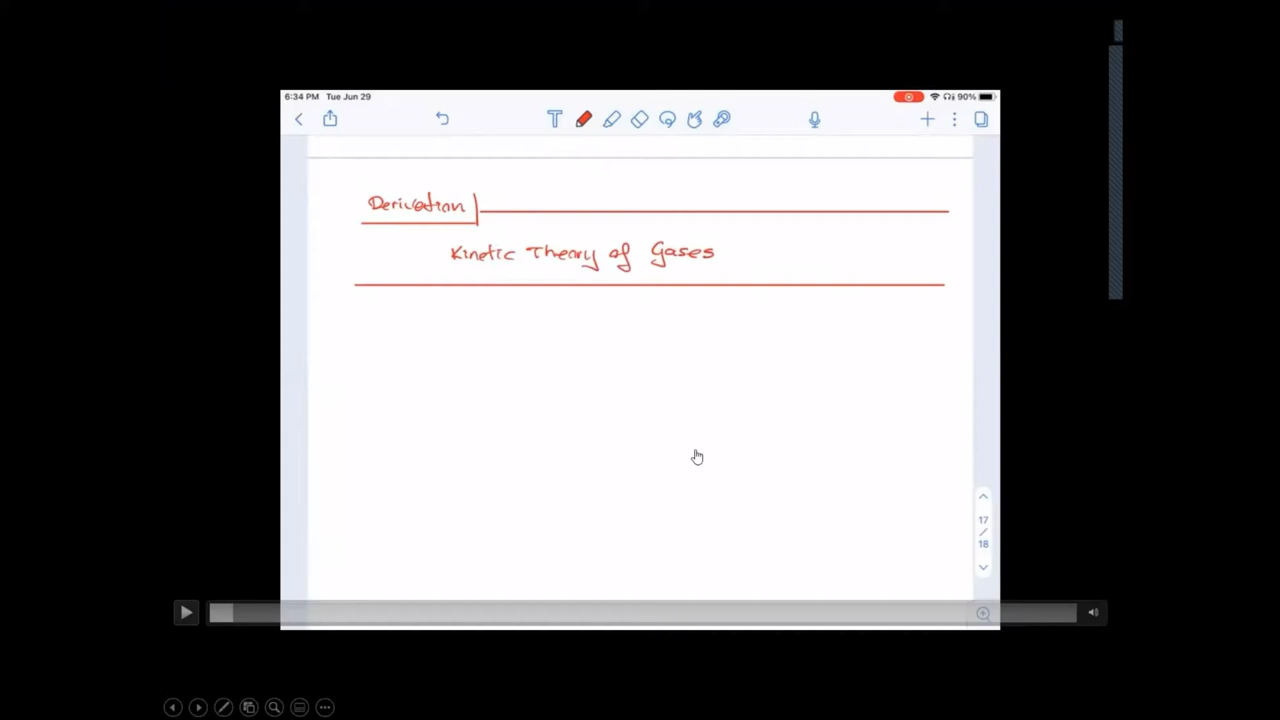 6:34 PM Tue Jun 29 90%
T
Derivation
Kinetic Theory of Gases
17
/
18